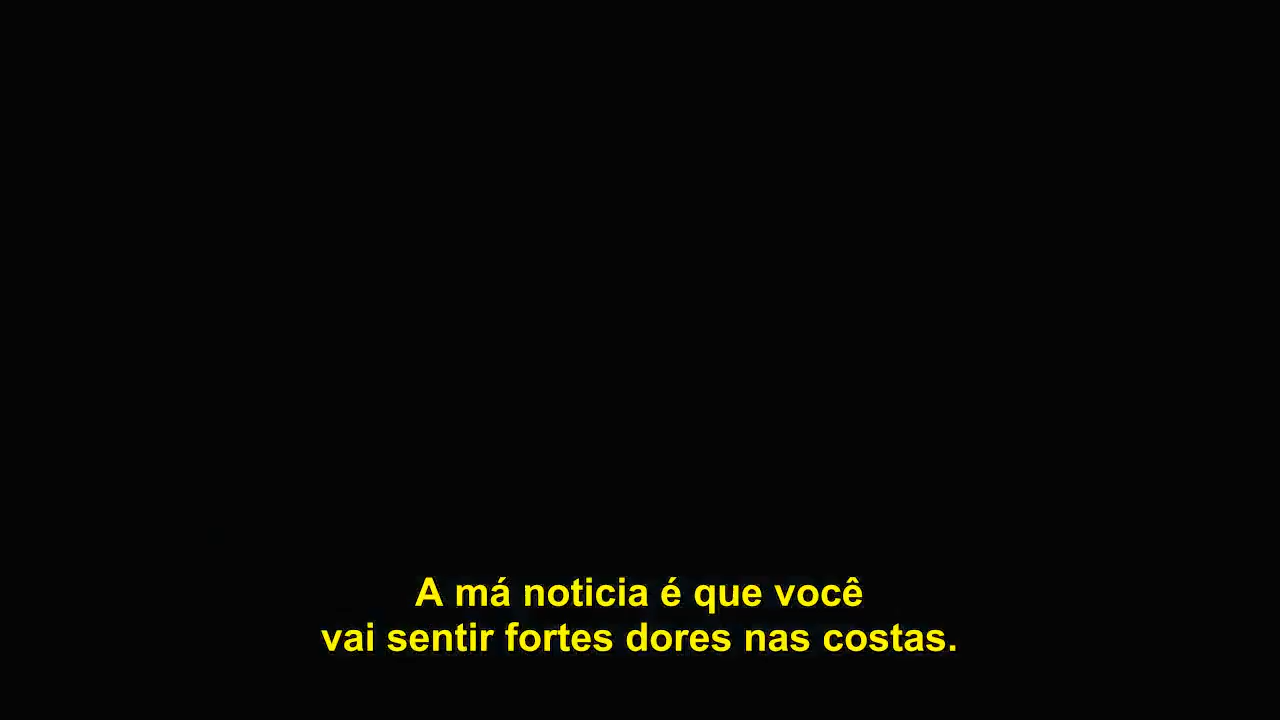 A má noticia é que você
vai sentir fortes dores nas costas.